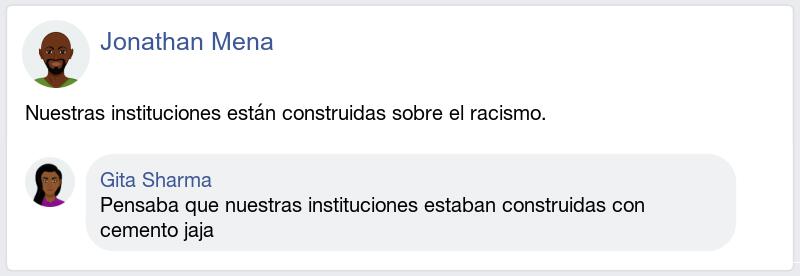 Jonathan Mena
Nuestras instituciones están construidas sobre el racismo.
Gita Sharma
Pensaba que nuestras instituciones estaban construidas con
cemento jaja